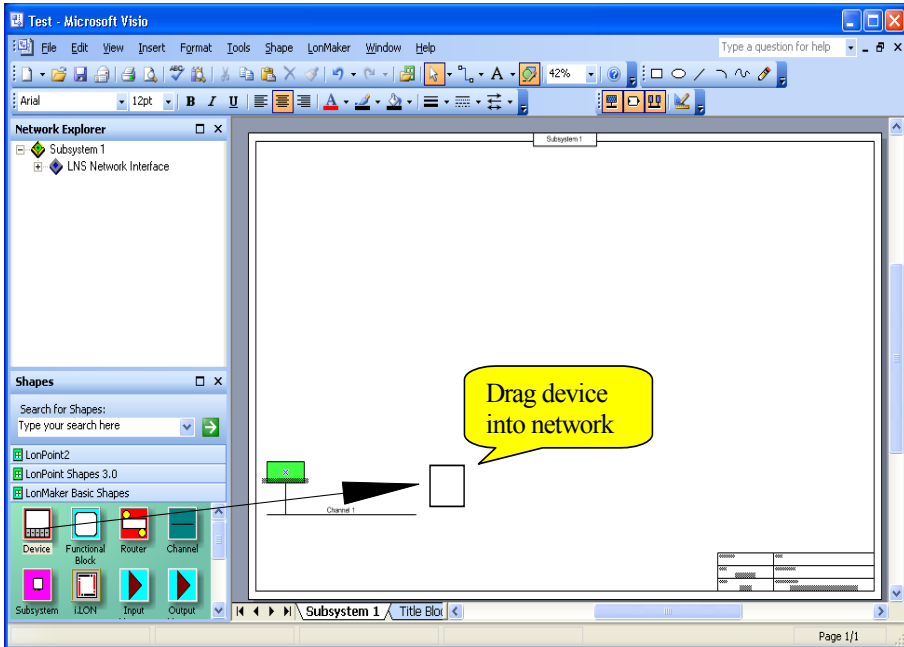 Test - Microsoft Visio
File Edit View Insert Format Tools Shape LonMaker Window Help Type a question for help
42%
Arial 12pt B I U A
Network Explorer
Subsystem 1
LNS Network Interface
Subsystem 1
Shapes
Search for Shapes:
Type your search here
LonPoint2
LonPoint Shapes 3.0
LonMaker Basic Shapes
Device Functional Block Router Channel
Subsystem i.LON Input Output
Drag device
into network
Channel 1
Subsystem 1 Title Bloc
Page 1/1